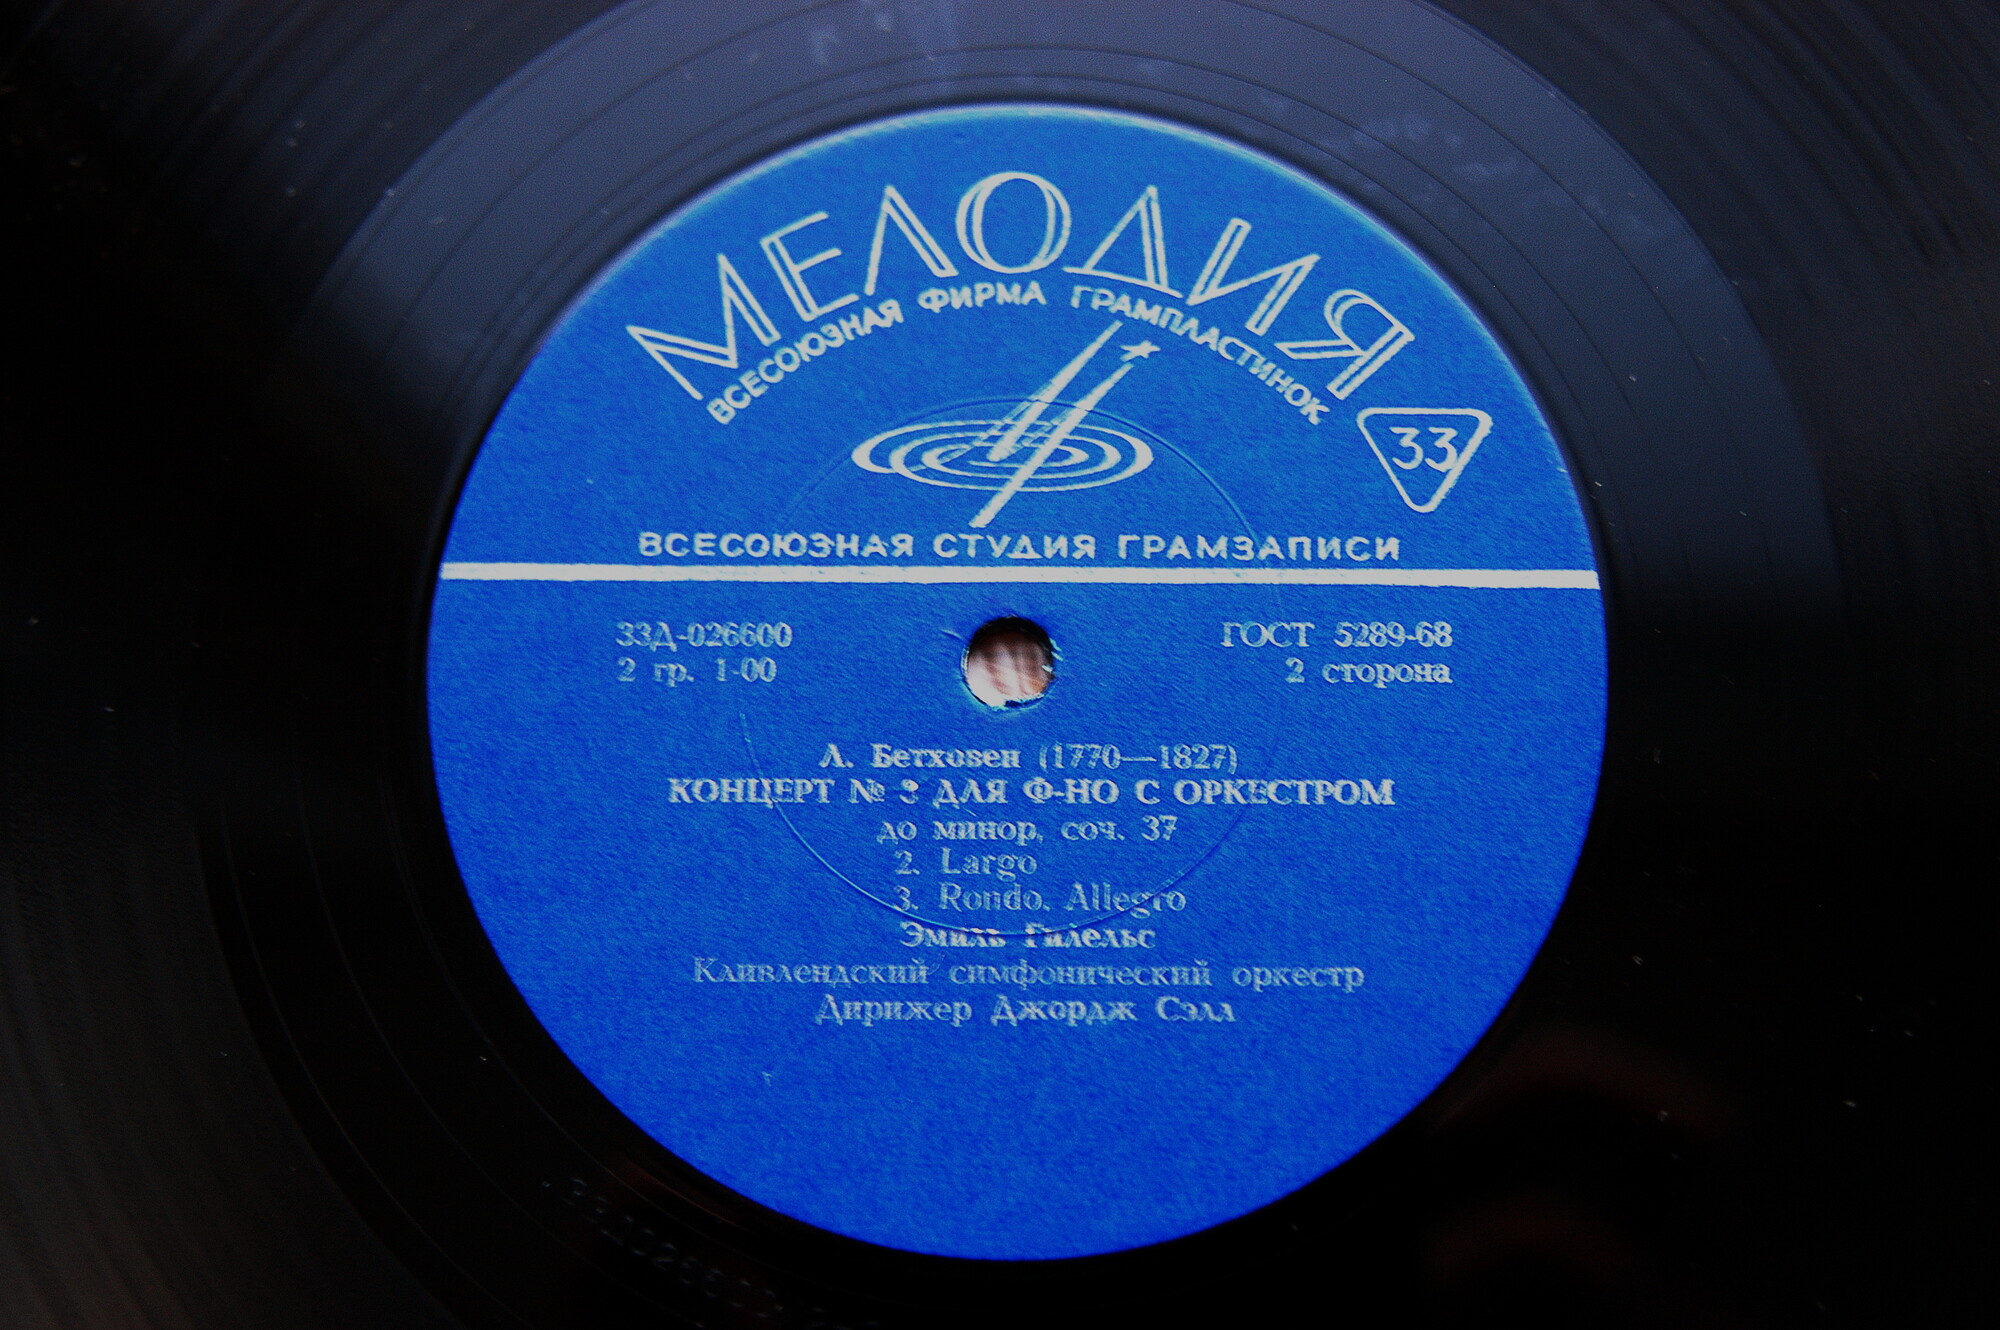 МЕЛОДИЯ
ВСЕСОЮЗНАЯ ФИРМА ГРАМПЛАСТИНОК
33
ВСЕСОЮЗНАЯ СТУДИЯ ГРАМЗАПИСИ
33Д-026600 ГОСТ 5289-68
2 гр. 1-00 2 сторона
Л. Бетховен (1770—1827)
КОНЦЕРТ № 3 ДЛЯ Ф-НО С ОРКЕСТРОМ
до минор, соч. 37
2. Largo
3. Rondo. Allegro
Эмиль Гилельс
Кливлендский симфонический оркестр
Дирижер Джордж Сэлл